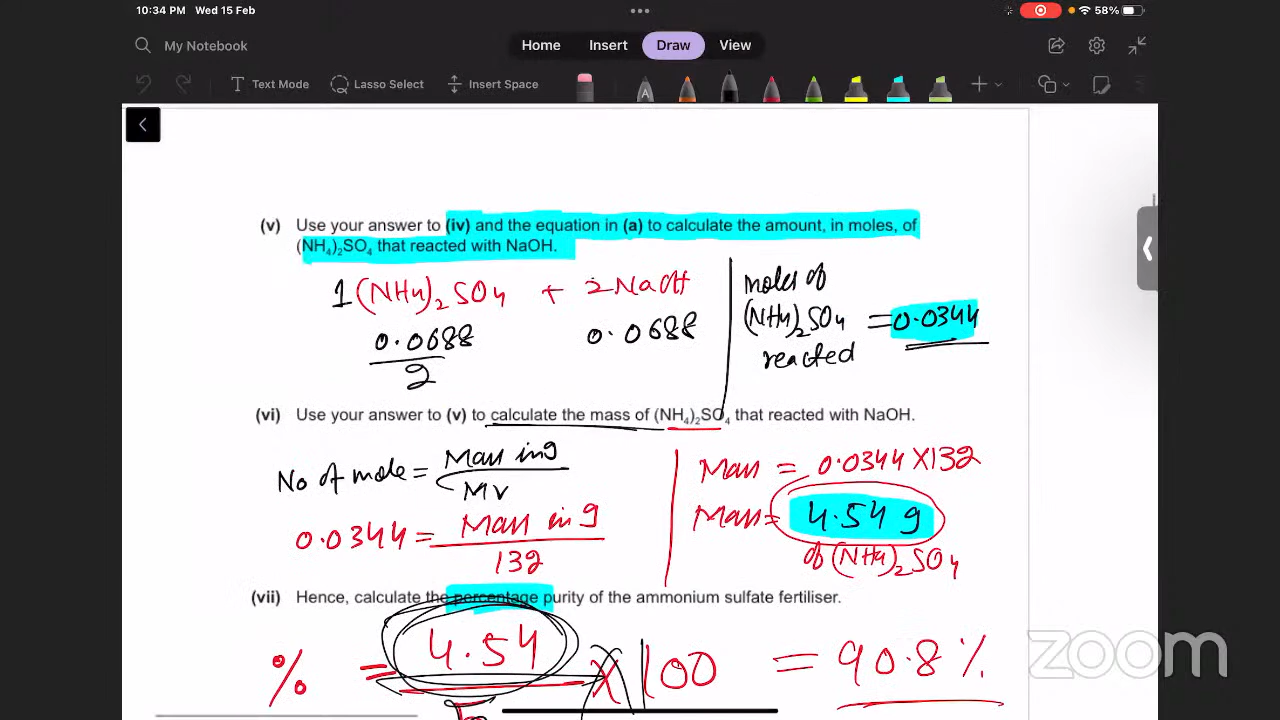 10:34 PM Wed 15 Feb
58%
My Notebook
Home Insert Draw View
Text Mode Lasso Select Insert Space
(v) Use your answer to (iv) and the equation in (a) to calculate the amount, in moles, of
(NH₄)₂SO₄ that reacted with NaOH.
1 (NH4)2SO4 + 2NaOH
0.0688 0.0688
2
moles of
(NH4)2SO4 = 0.0344
reacted
(vi) Use your answer to (v) to calculate the mass of (NH₄)₂SO₄ that reacted with NaOH.
No of mole = Mass in g
Mr
0.0344 = Mass in g
132
Mass = 0.0344 X 132
Mass = 4.54 g
of (NH4)2SO4
(vii) Hence, calculate the percentage purity of the ammonium sulfate fertiliser.
% = 4.54 X 100 = 90.8 %
zoom